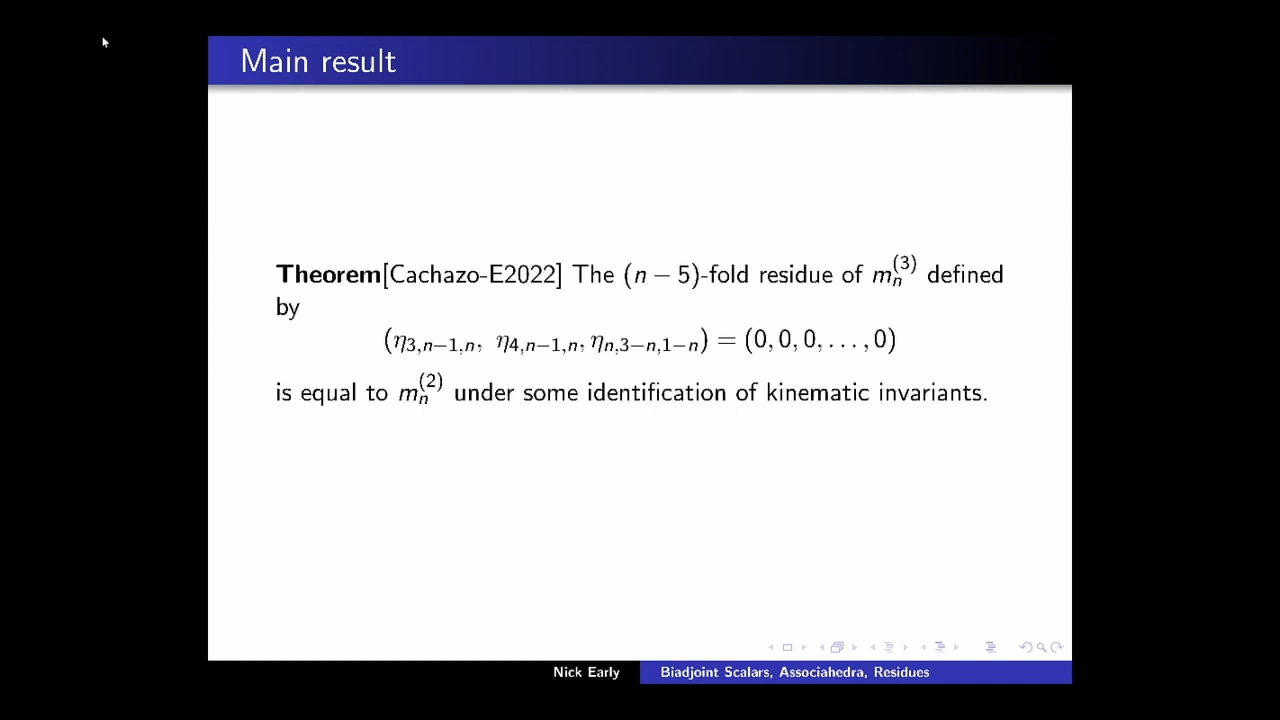 Main result
Theorem[Cachazo-E2022] The (n − 5)-fold residue of m_n^{(3)} defined
by
(η_{3,n−1,n}, η_{4,n−1,n}, η_{n,3−n,1−n}) = (0, 0, 0, . . . , 0)
is equal to m_n^{(2)} under some identification of kinematic invariants.
Nick Early
Biadjoint Scalars, Associahedra, Residues